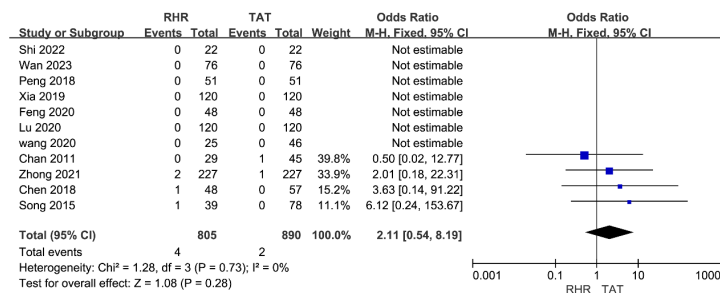 RHR TAT Odds Ratio Odds Ratio
Study or Subgroup Events Total Events Total Weight M-H. Fixed. 95% CI M-H. Fixed. 95% CI
Shi 2022 0 22 0 22 Not estimable
Wan 2023 0 76 0 76 Not estimable
Peng 2018 0 51 0 51 Not estimable
Xia 2019 0 120 0 120 Not estimable
Feng 2020 0 48 0 48 Not estimable
Lu 2020 0 120 0 120 Not estimable
wang 2020 0 25 0 46 Not estimable
Chan 2011 0 29 1 45 39.8% 0.50 [0.02, 12.77]
Zhong 2021 2 227 1 227 33.9% 2.01 [0.18, 22.31]
Chen 2018 1 48 0 57 15.2% 3.63 [0.14, 91.22]
Song 2015 1 39 0 78 11.1% 6.12 [0.24, 153.67]
Total (95% CI) 805 890 100.0% 2.11 [0.54, 8.19]
Total events 4 2
Heterogeneity: Chi² = 1.28, df = 3 (P = 0.73); I² = 0%
Test for overall effect: Z = 1.08 (P = 0.28)
0.001 0.1 1 10 1000
RHR TAT